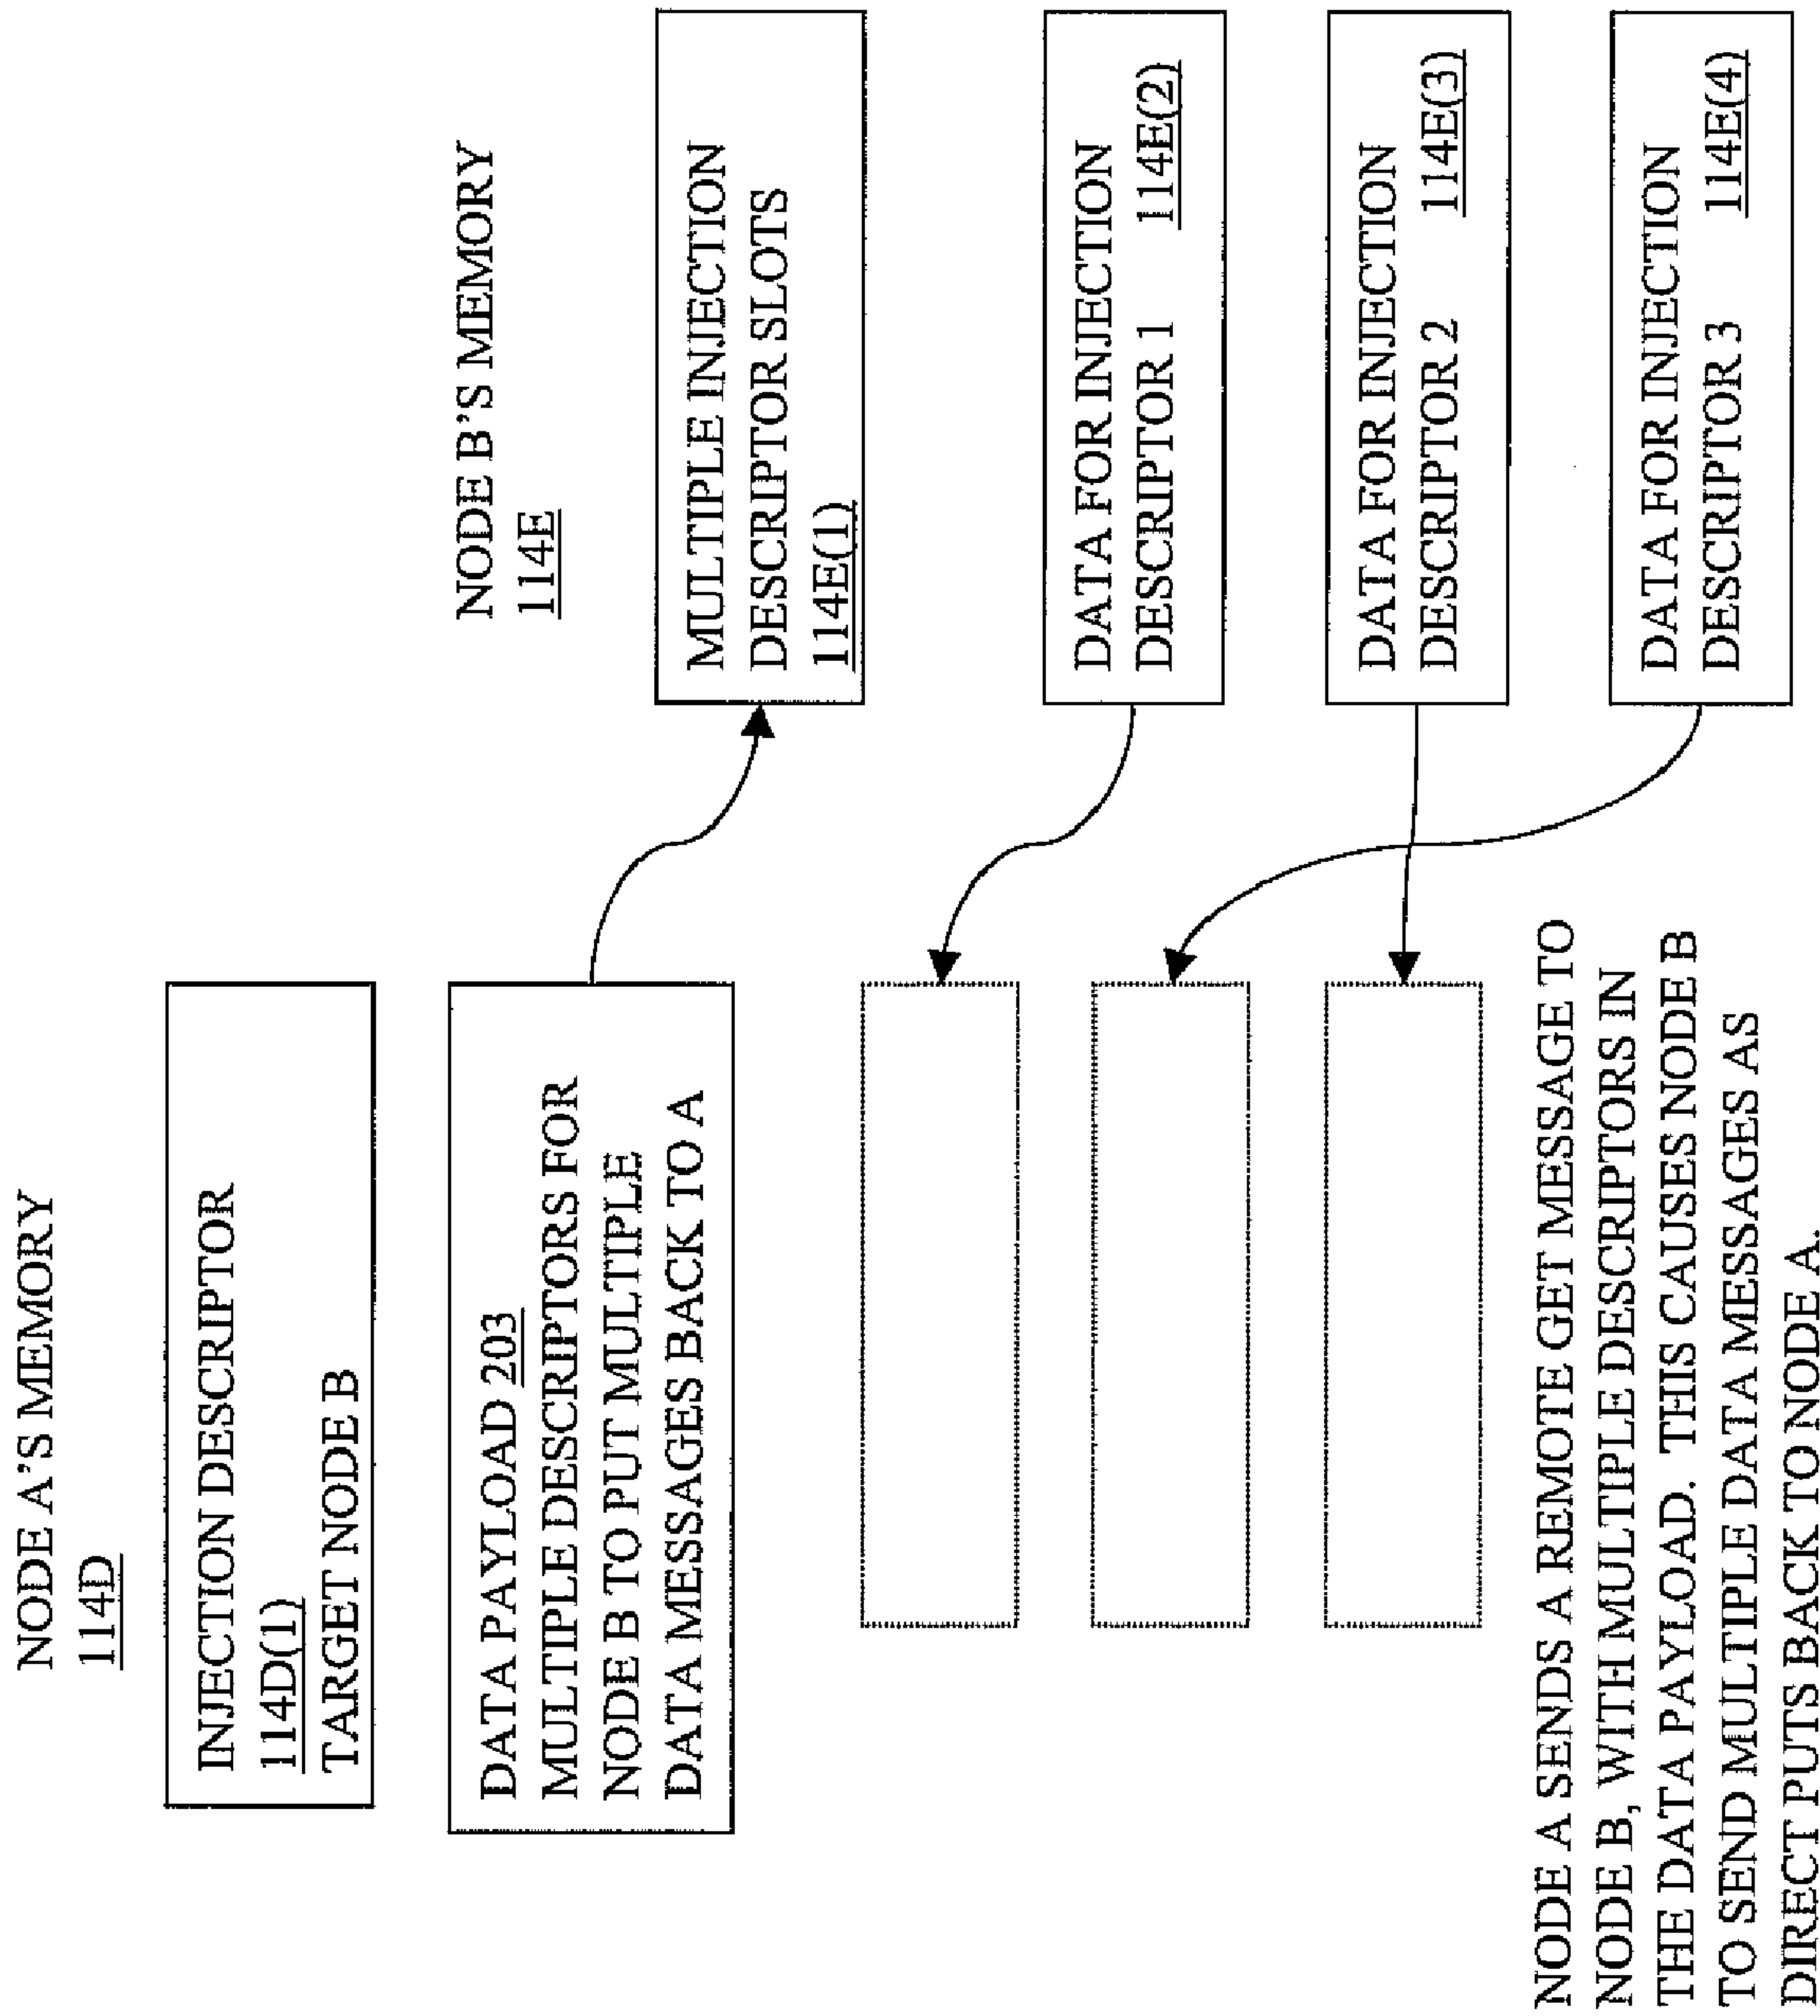 NODE A'S MEMORY
114D
INJECTION DESCRIPTOR
114D(1)
TARGET NODE B
DATA PAYLOAD 203
MULTIPLE DESCRIPTORS FOR
NODE B TO PUT MULTIPLE
DATA MESSAGES BACK TO A
NODE A SENDS A REMOTE GET MESSAGE TO
NODE B, WITH MULTIPLE DESCRIPTORS IN
THE DATA PAYLOAD. THIS CAUSES NODE B
TO SEND MULTIPLE DATA MESSAGES AS
DIRECT PUTS BACK TO NODE A.
NODE B'S MEMORY
114E
MULTIPLE INJECTION
DESCRIPTOR SLOTS
114E(1)
DATA FOR INJECTION
DESCRIPTOR 1 114E(2)
DATA FOR INJECTION
DESCRIPTOR 2 114E(3)
DATA FOR INJECTION
DESCRIPTOR 3 114E(4)